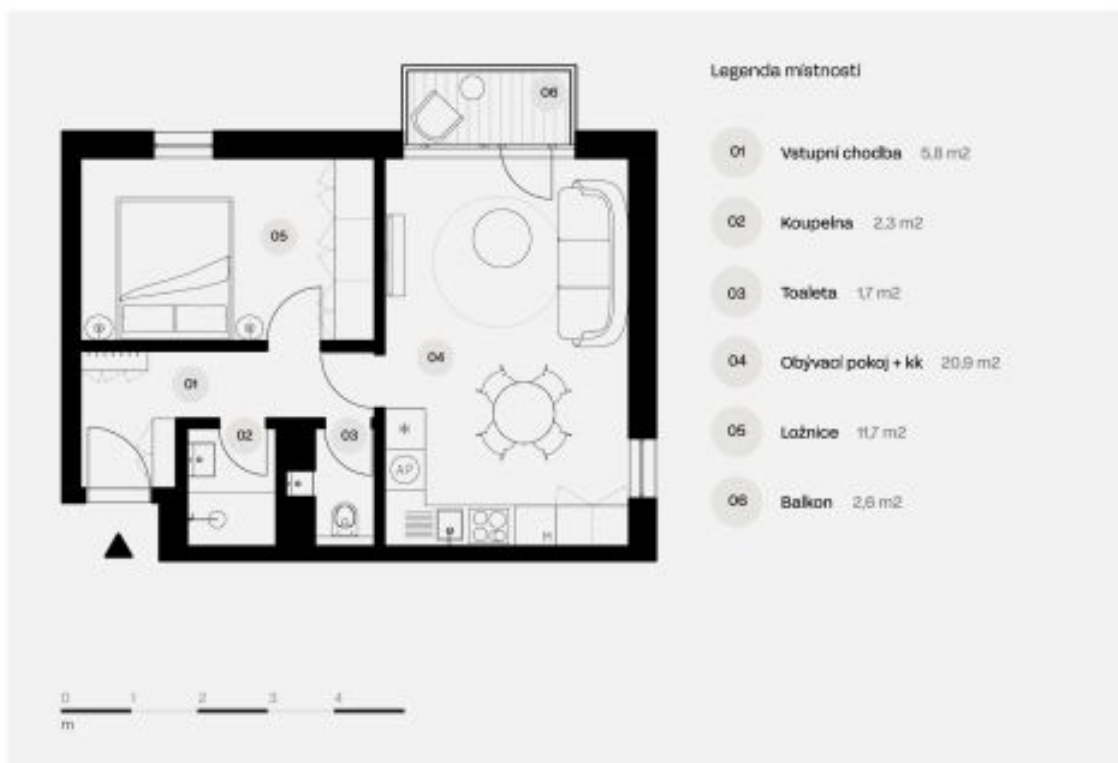 Legenda místností
01 Vstupní chodba 5,8 m2
02 Koupelna 2,3 m2
03 Toaleta 1,7 m2
04 Obývací pokoj + kk 20,9 m2
05 Ložnice 11,7 m2
06 Balkon 2,6 m2
06
05
04
01
02
03
*
AP
M
0 1 2 3 4
m